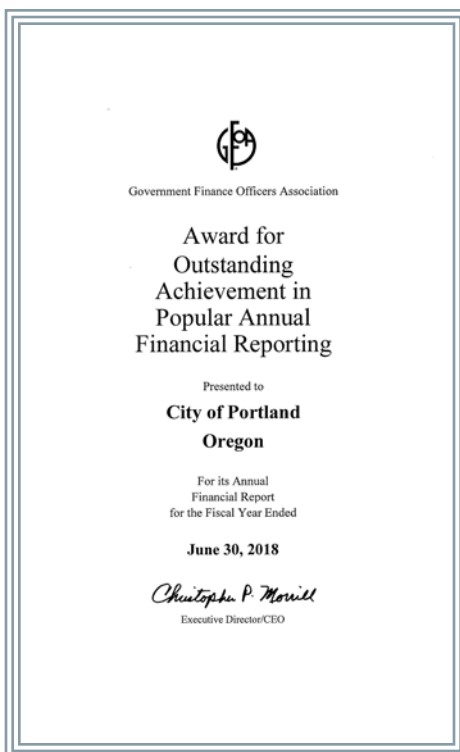 GFOA
Government Finance Officers Association
Award for
Outstanding
Achievement in
Popular Annual
Financial Reporting
Presented to
City of Portland
Oregon
For its Annual
Financial Report
for the Fiscal Year Ended
June 30, 2018
Christopher P. Morrill
Executive Director/CEO